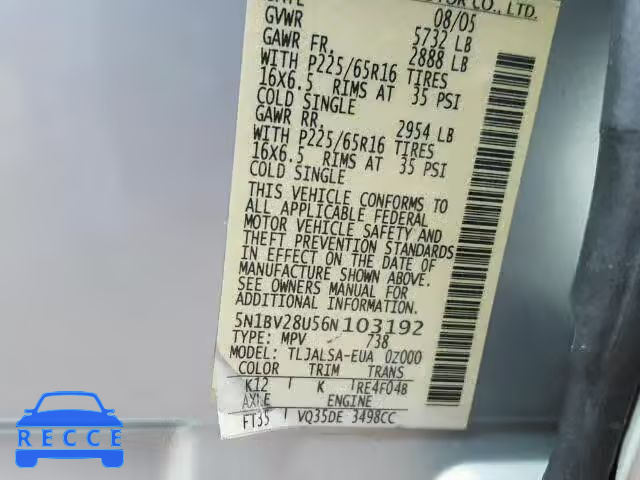 MOTOR CO., LTD.
DATE 08/05
GVWR 5732 LB
GAWR FR. 2888 LB
WITH P225/65R16 TIRES
16X6.5 RIMS AT 35 PSI
COLD SINGLE
GAWR RR. 2954 LB
WITH P225/65R16 TIRES
16X6.5 RIMS AT 35 PSI
COLD SINGLE
THIS VEHICLE CONFORMS TO
ALL APPLICABLE FEDERAL
MOTOR VEHICLE SAFETY AND
THEFT PREVENTION STANDARDS
IN EFFECT ON THE DATE OF
MANUFACTURE SHOWN ABOVE.
SEE OWNERS MANUAL FOR
ADDITIONAL INFORMATION.
5N1BV28U56N103192
TYPE: MPV 738
MODEL: TLJALSA-EUA 0Z000
COLOR TRIM TRANS
K12 K RE4F04B
AXLE ENGINE
FT35 VQ35DE 3498CC
RECCE